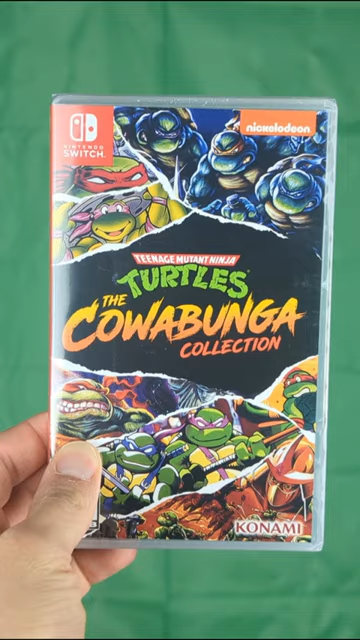 NINTENDO
SWITCH
nickelodeon
TEENAGE MUTANT NINJA
TURTLES
THE
COWABUNGA
COLLECTION
KONAMI